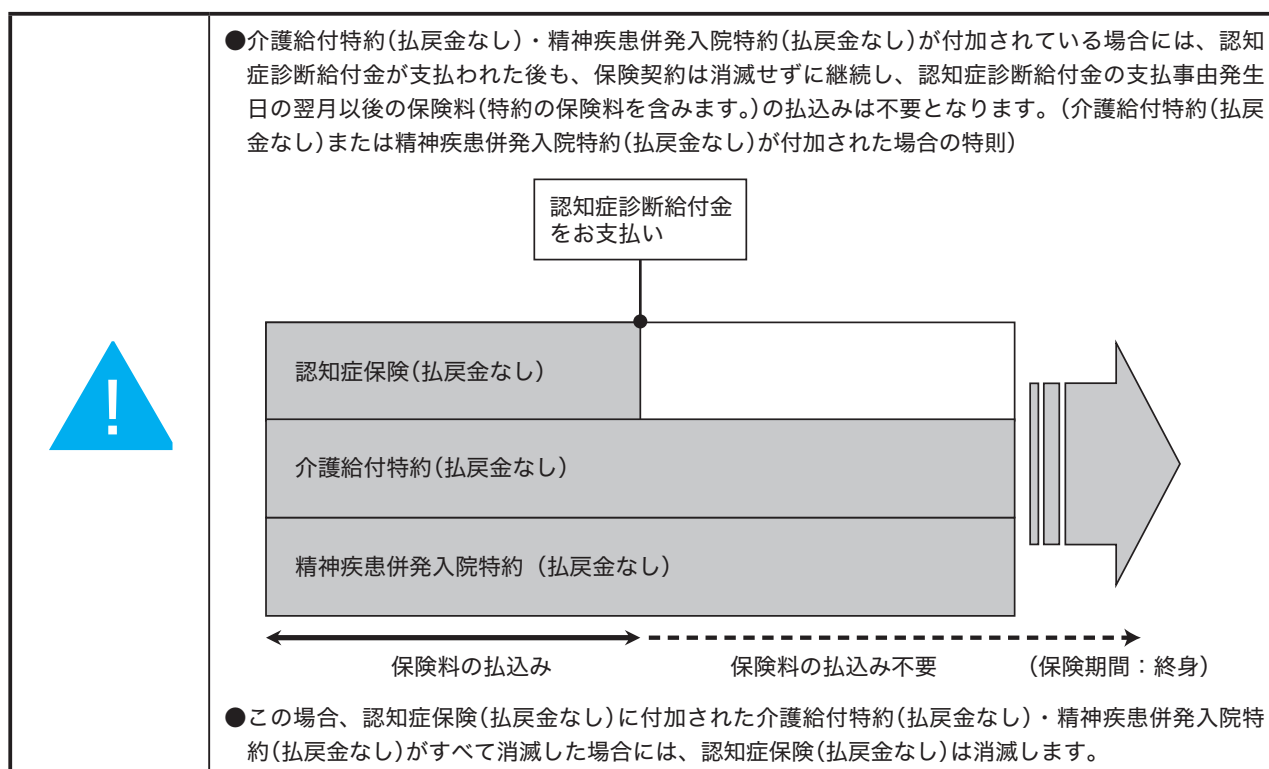 ●介護給付特約(払戻金なし)・精神疾患併発入院特約(払戻金なし)が付加されている場合には、認知
症診断給付金が支払われた後も、保険契約は消滅せずに継続し、認知症診断給付金の支払事由発生
日の翌月以後の保険料(特約の保険料を含みます。)の払込みは不要となります。(介護給付特約(払戻
金なし)または精神疾患併発入院特約(払戻金なし)が付加された場合の特則)
認知症診断給付金
をお支払い
認知症保険(払戻金なし)
!
介護給付特約(払戻金なし)
精神疾患併発入院特約(払戻金なし)
保険料の払込み 保険料の払込み不要 (保険期間：終身)
●この場合、認知症保険(払戻金なし)に付加された介護給付特約(払戻金なし)・精神疾患併発入院特
約(払戻金なし)がすべて消滅した場合には、認知症保険(払戻金なし)は消滅します。